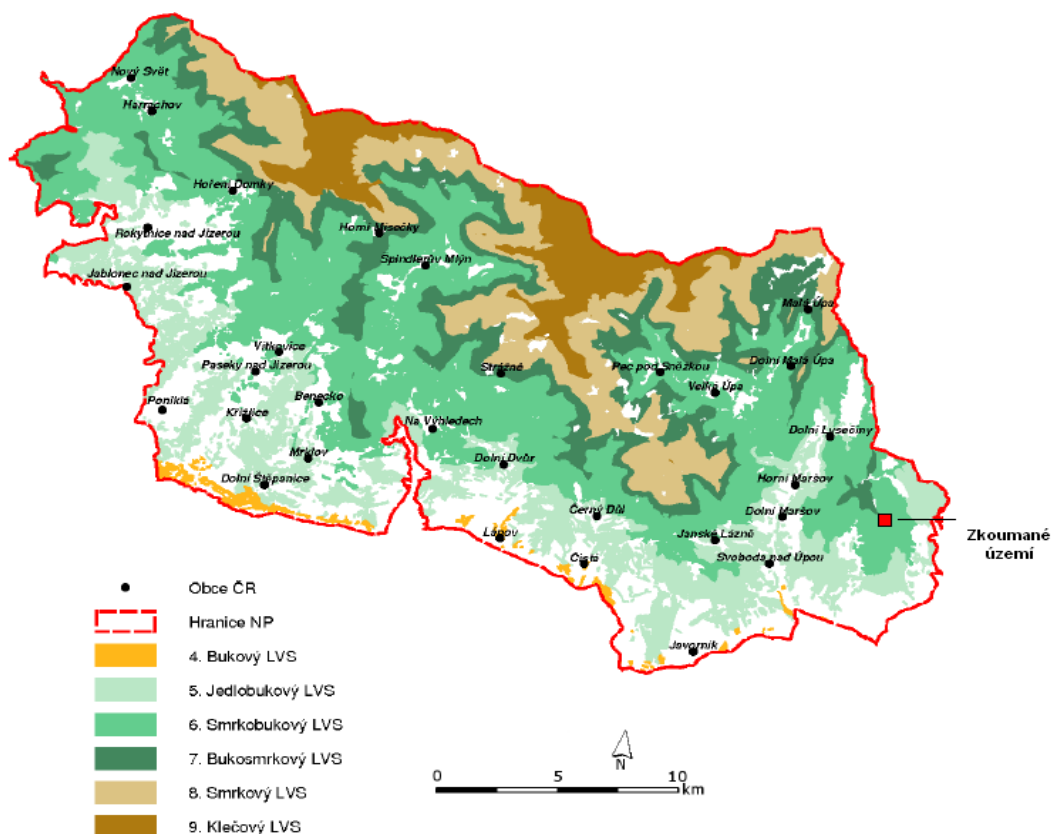 Nový Svět
Harrachov
Hoření Domky
Rokytnice nad Jizerou
Horní Mísečky
Spindlerův Mlýn
Jablonec nad Jizerou
Malá Úpa
Vítkovice
Paseky nad Jizerou
Strážné
Pec pod Sněžkou
Dolní Malá Úpa
Velká Úpa
Benecko
Poniklá
Křížlice
Na Výhledech
Dolní Lysečiny
Mrklov
Dolní Dvůr
Dolní Štěpanice
Horní Maršov
Černý Důl
Dolní Maršov
Lánov
Janské Lázně
Zkoumané
území
Čistá
Svoboda nad Úpou
Javorník
Obce ČR
Hranice NP
4. Bukový LVS
5. Jedlobukový LVS
6. Smrkobukový LVS
7. Bukosmrkový LVS
8. Smrkový LVS
9. Klečový LVS
N
0 5 10
km